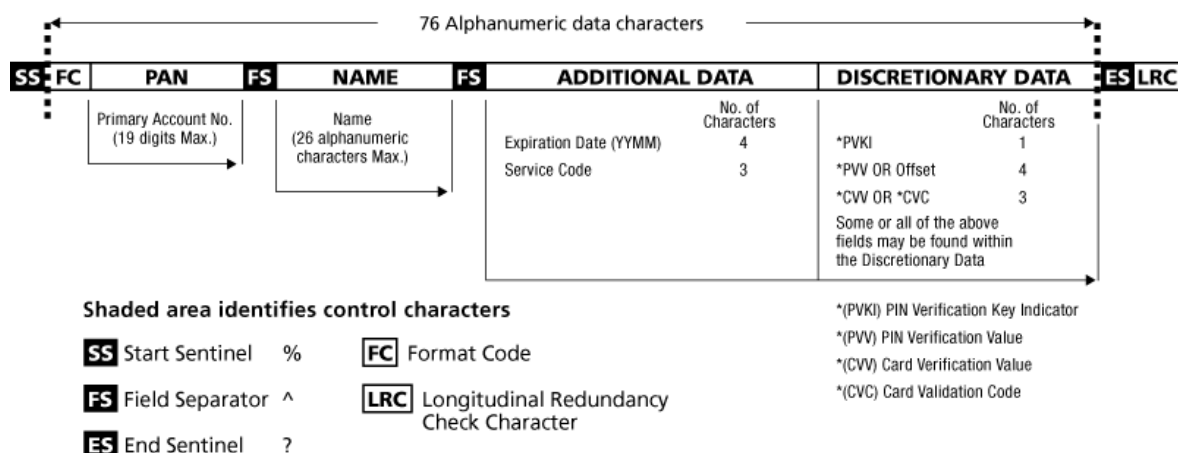 76 Alphanumeric data characters
SS FC PAN FS NAME FS ADDITIONAL DATA DISCRETIONARY DATA ES LRC
Primary Account No.
(19 digits Max.)
Name
(26 alphanumeric
characters Max.)
No. of
Characters
Expiration Date (YYMM) 4
Service Code 3
No. of
Characters
*PVKI 1
*PVV OR Offset 4
*CVV OR *CVC 3
Some or all of the above
fields may be found within
the Discretionary Data
Shaded area identifies control characters
SS Start Sentinel %
FC Format Code
FS Field Separator ^
LRC Longitudinal Redundancy
Check Character
ES End Sentinel ?
*(PVKI) PIN Verification Key Indicator
*(PVV) PIN Verification Value
*(CVV) Card Verification Value
*(CVC) Card Validation Code